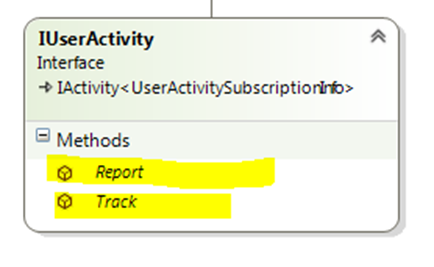 IUserActivity
Interface
IActivity<UserActivitySubscriptionInfo>
Methods
Report
Track